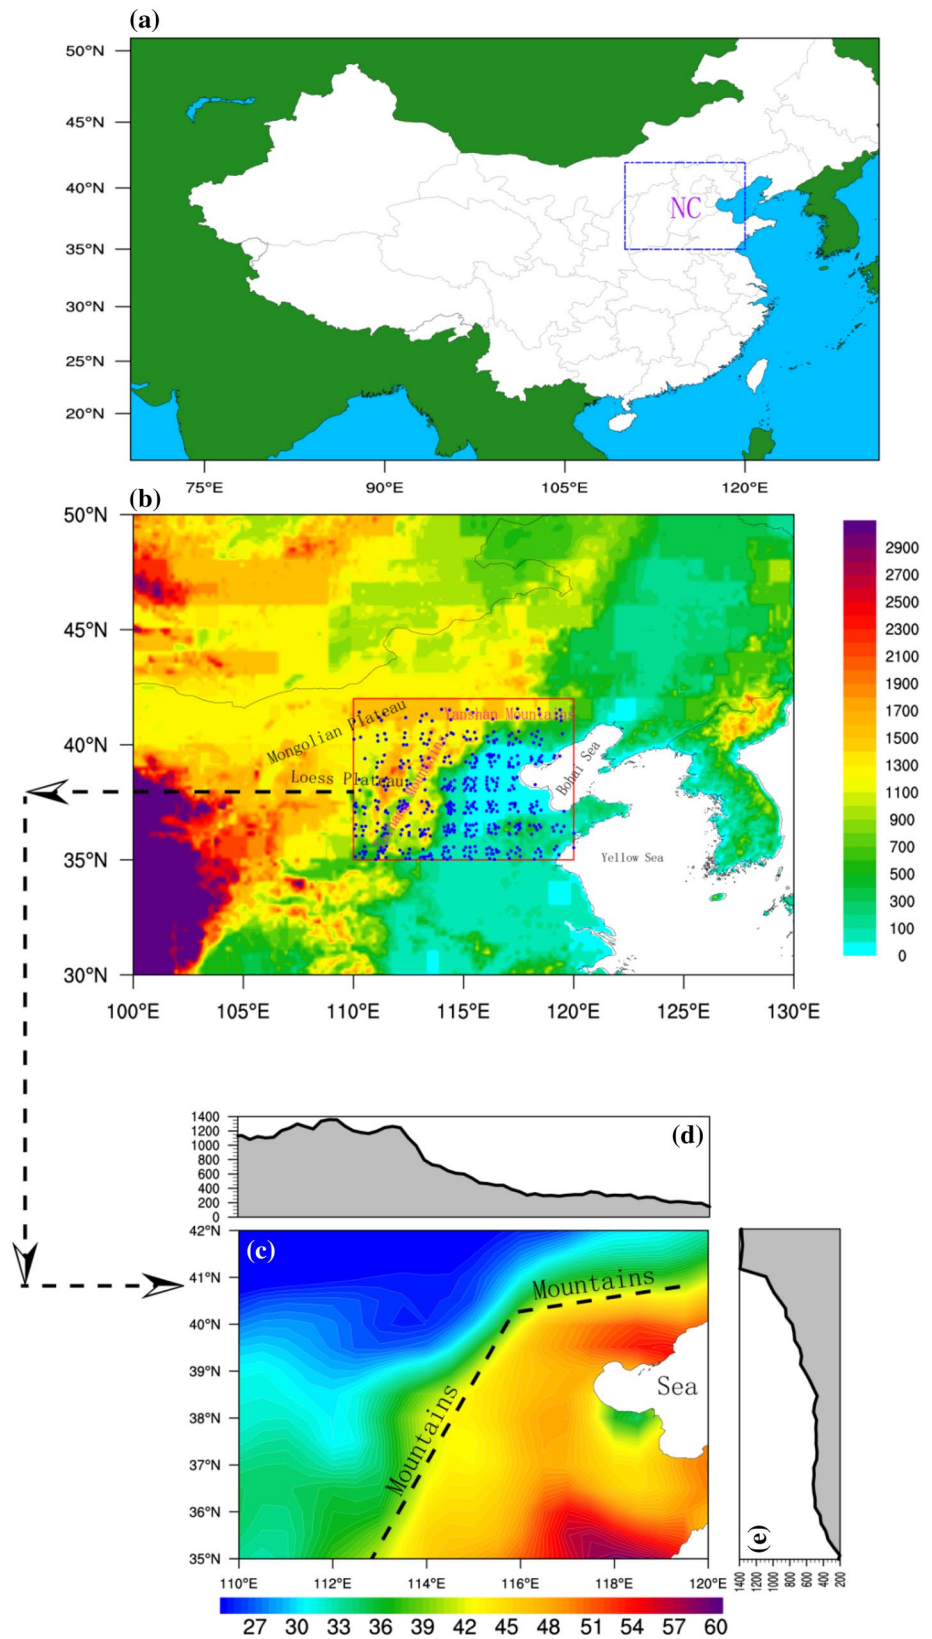 (a)
50°N
45°N
40°N
35°N
30°N
25°N
20°N
NC
75°E 90°E 105°E 120°E
(b)
50°N
45°N
40°N
35°N
30°N
Mongolian Plateau
Yanshan Mountains
Loess Plateau
Mountains
Bohai Sea
Yellow Sea
100°E 105°E 110°E 115°E 120°E 125°E 130°E
2900
2700
2500
2300
2100
1900
1700
1500
1300
1100
900
700
500
300
100
0
1400
1200
1000
800
600
400
200
0
(d)
42°N
41°N
40°N
39°N
38°N
37°N
36°N
35°N
(c)
Mountains
Mountains
Sea
110°E 112°E 114°E 116°E 118°E 120°E
27 30 33 36 39 42 45 48 51 54 57 60
(e)
1400 1200 1000 800 600 400 200